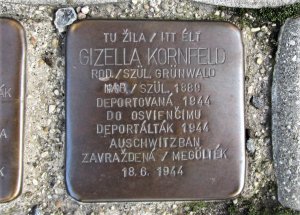 TU ŽILA / ITT ÉLT
GIZELLA KORNFELD
ROD. / SZÜL. GRÜNWALD
NAR. / SZÜL. 1880
DEPORTOVANÁ 1944
DO OSVIENČIMU
DEPORTÁLTÁK 1944
AUSCHWITZBAN
ZAVRAŽDENÁ / MEGÖLTÉK
18.6.1944